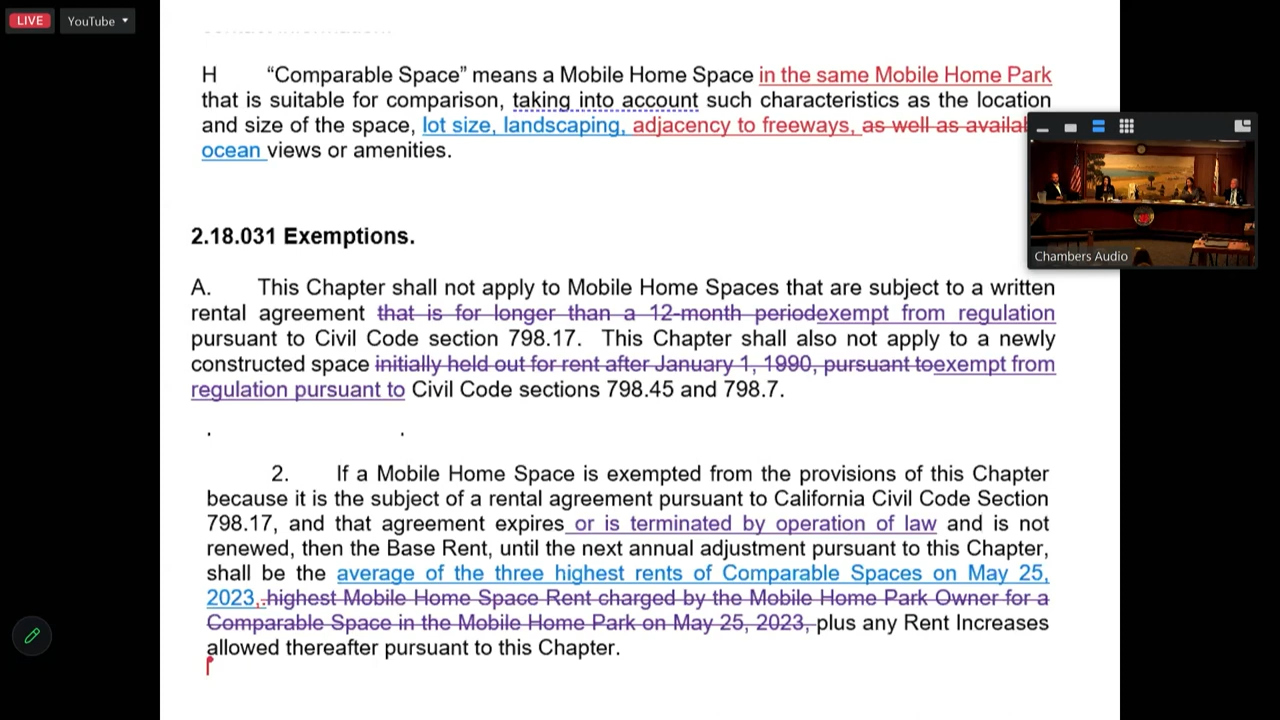 LIVE
YouTube
H "Comparable Space" means a Mobile Home Space in the same Mobile Home Park
that is suitable for comparison, taking into account such characteristics as the location
and size of the space, lot size, landscaping, adjacency to freeways, as well as
ocean views or amenities.
Chambers Audio
2.18.031 Exemptions.
A. This Chapter shall not apply to Mobile Home Spaces that are subject to a written
rental agreement that is for longer than a 12-month periodexempt from regulation
pursuant to Civil Code section 798.17. This Chapter shall also not apply to a newly
constructed space initially held out for rent after January 1, 1990, pursuant toexempt from
regulation pursuant to Civil Code sections 798.45 and 798.7.
. .
2. If a Mobile Home Space is exempted from the provisions of this Chapter
because it is the subject of a rental agreement pursuant to California Civil Code Section
798.17, and that agreement expires or is terminated by operation of law and is not
renewed, then the Base Rent, until the next annual adjustment pursuant to this Chapter,
shall be the average of the three highest rents of Comparable Spaces on May 25,
2023,.highest Mobile Home Space Rent charged by the Mobile Home Park Owner for a
Comparable Space in the Mobile Home Park on May 25, 2023, plus any Rent Increases
allowed thereafter pursuant to this Chapter.